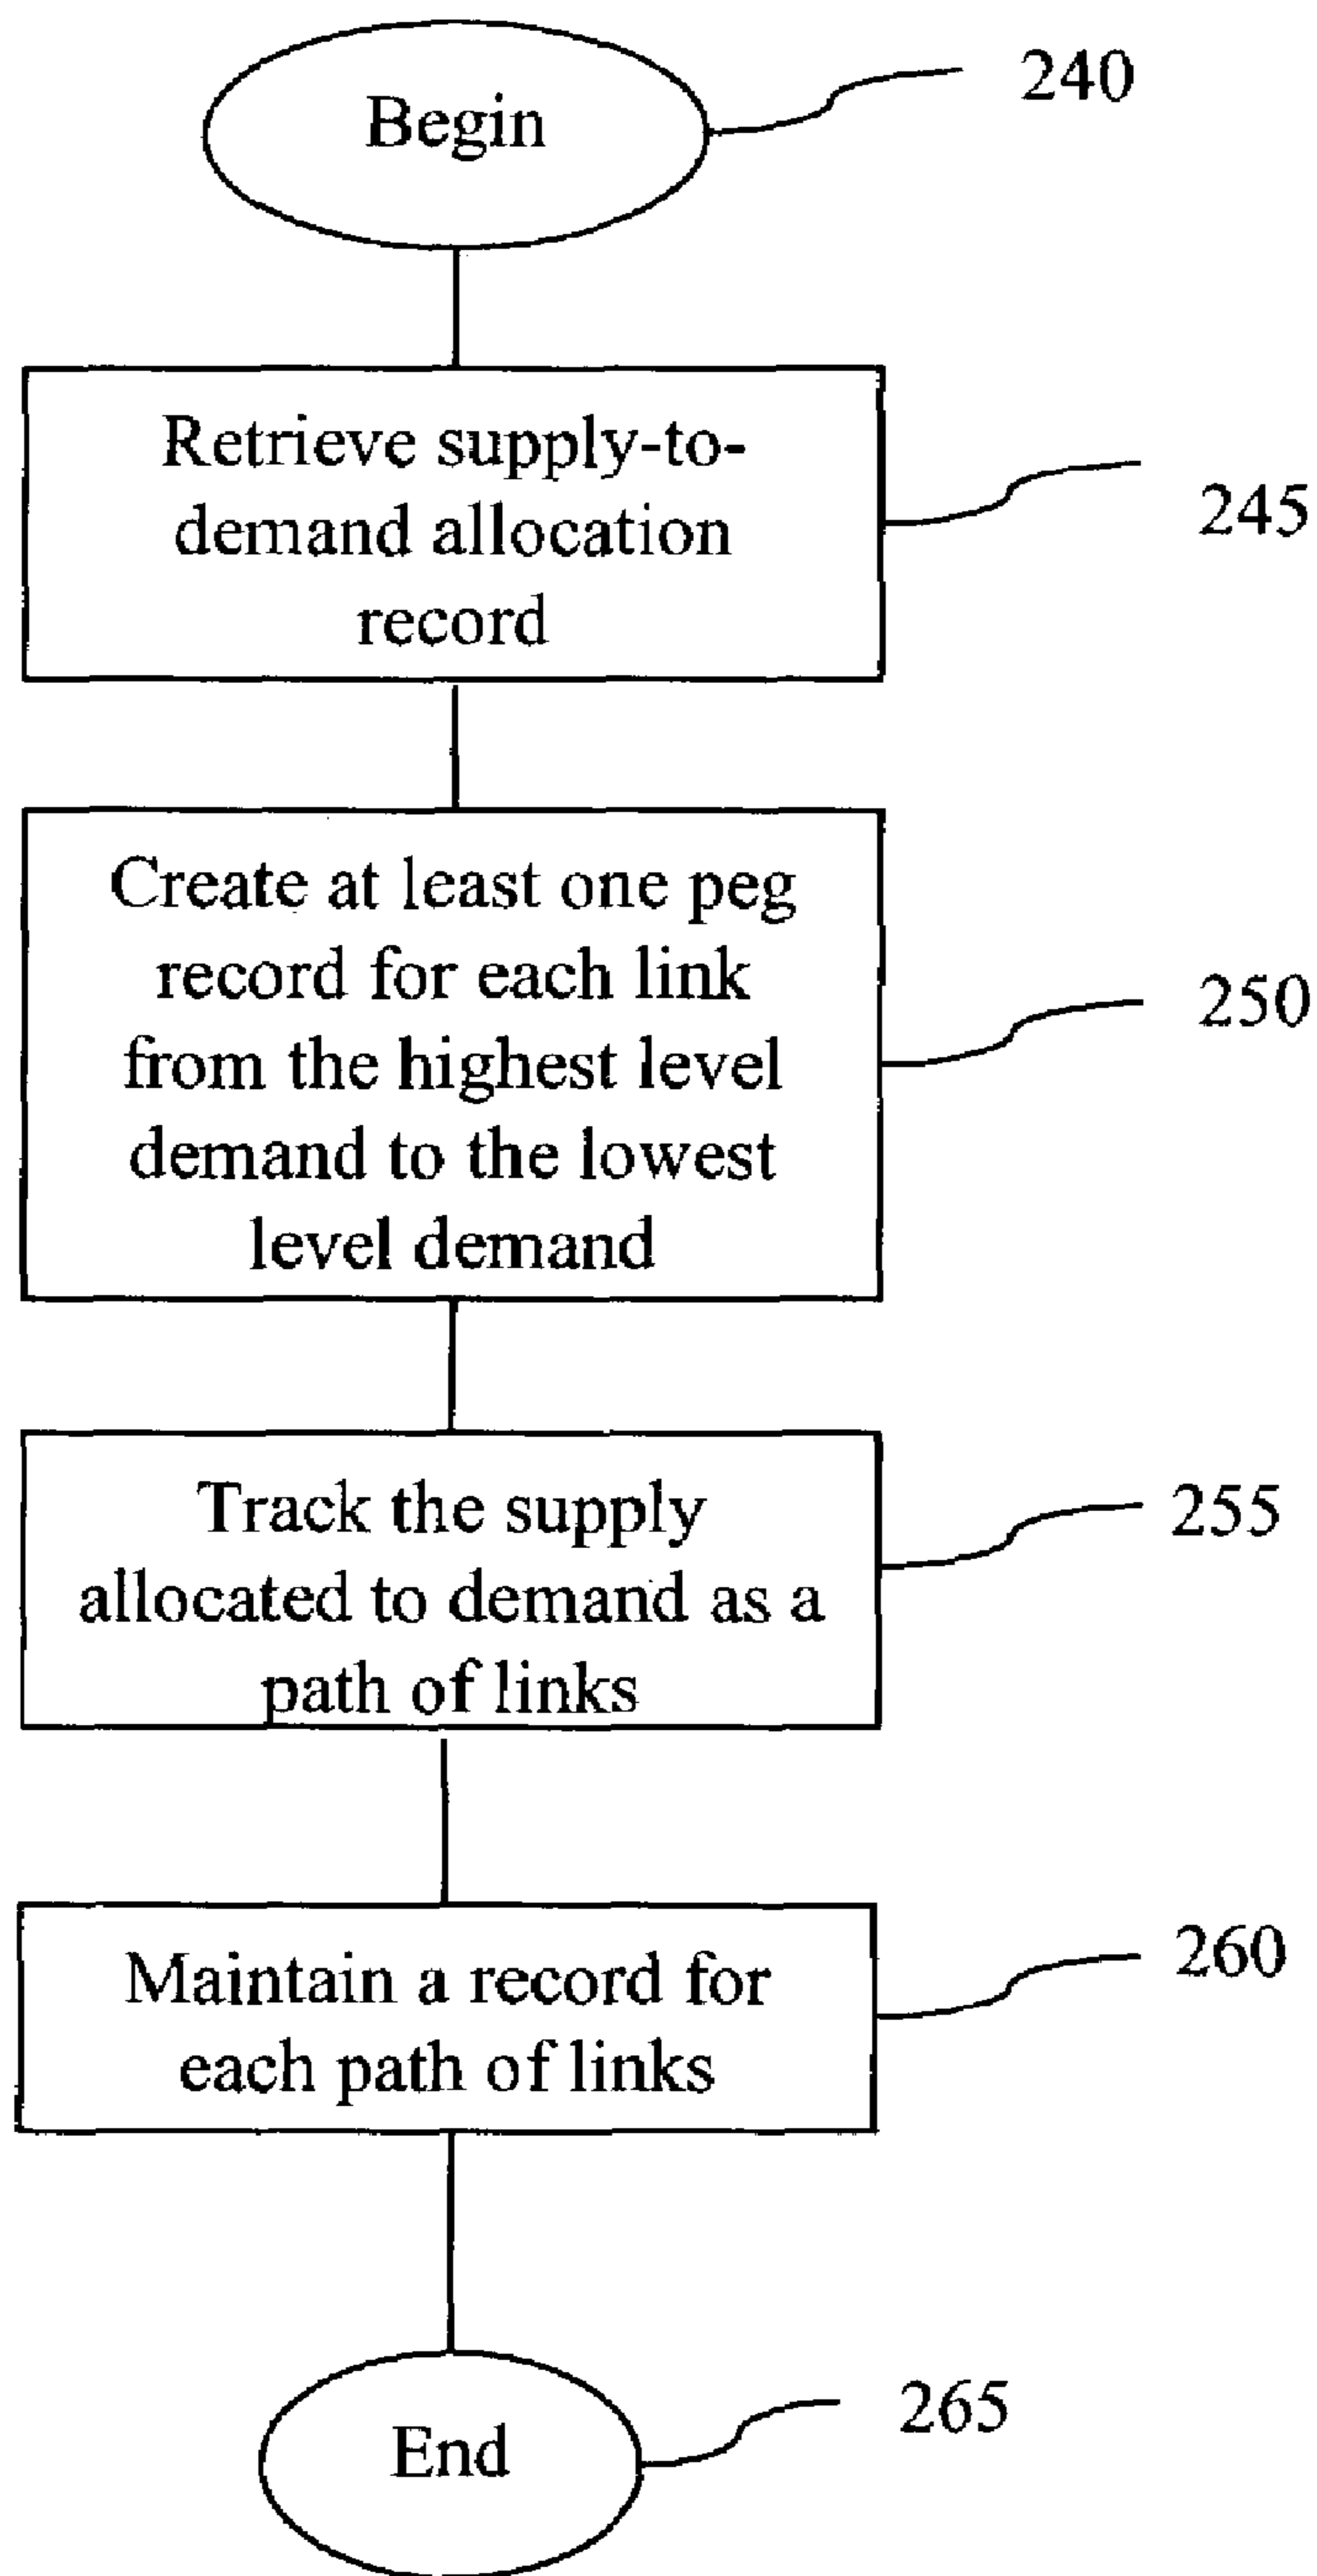 Begin
240
Retrieve supply-to-
demand allocation
record
245
Create at least one peg
record for each link
from the highest level
demand to the lowest
level demand
250
Track the supply
allocated to demand as a
path of links
255
Maintain a record for
each path of links
260
End
265